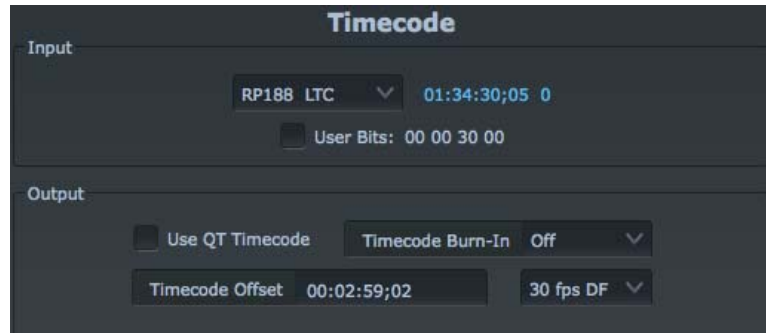 Timecode
Input
RP188 LTC 01:34:30;05 0
User Bits: 00 00 30 00
Output
Use QT Timecode Timecode Burn-In Off
Timecode Offset 00:02:59;02 30 fps DF